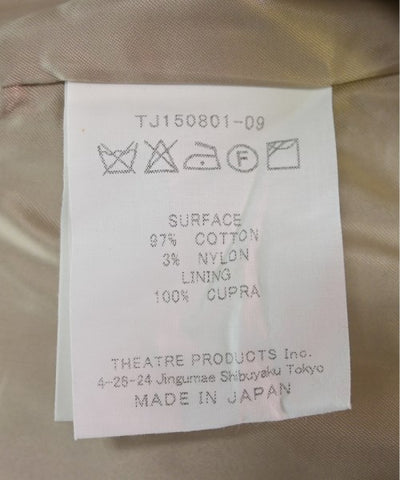 TJ150801-09
F
SURFACE
97% COTTON
3% NYLON
LINING
100% CUPRA
THEATRE PRODUCTS Inc.
4-26-24 Jingumae Shibuyaku Tokyo
MADE IN JAPAN